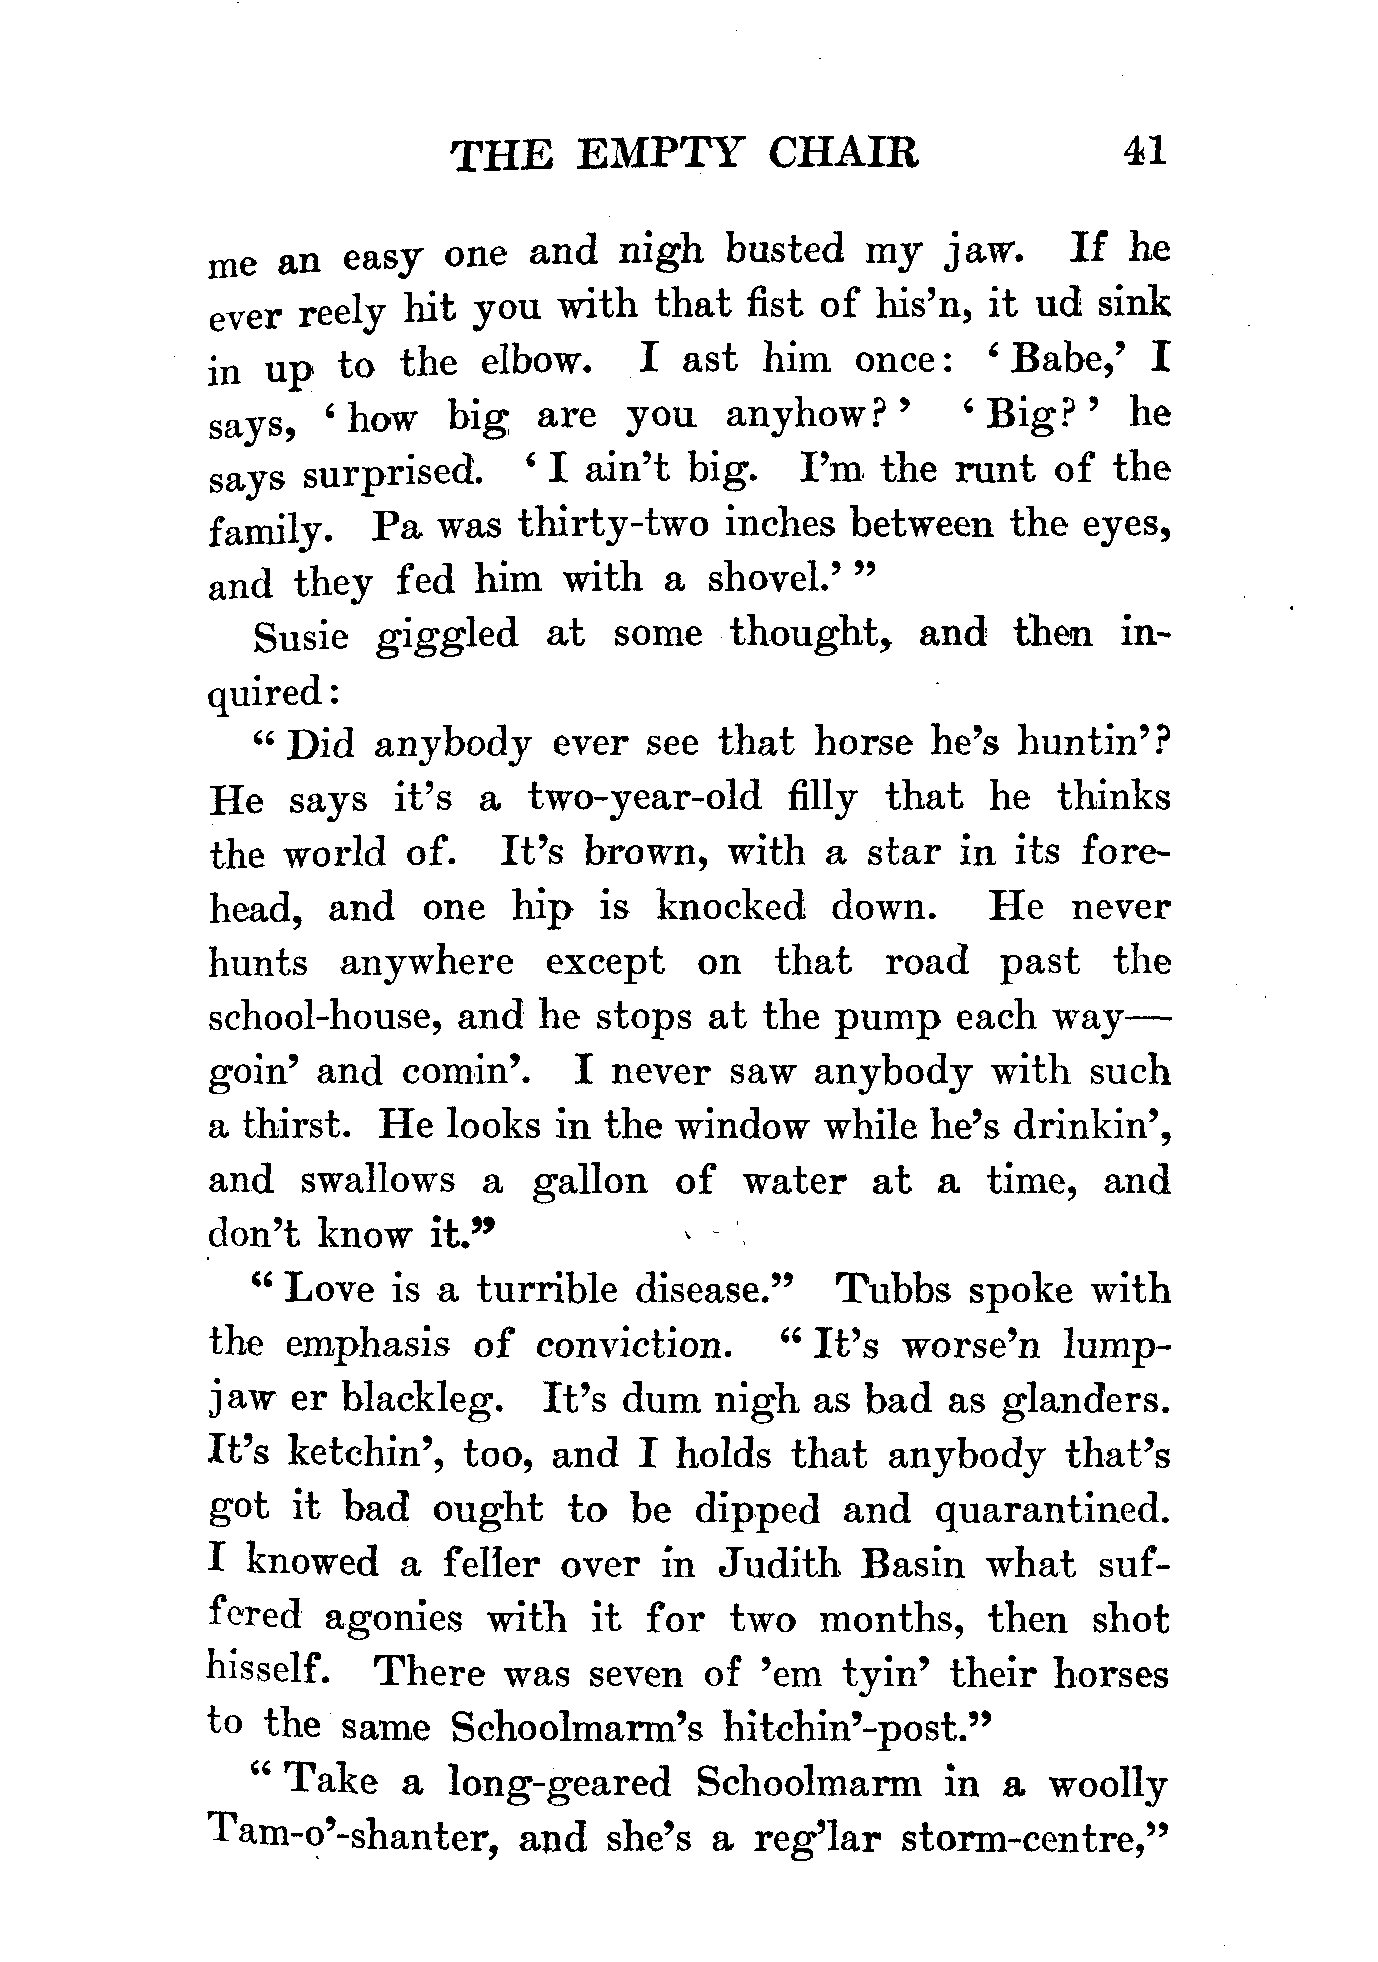 THE EMPTY CHAIR 41
me an easy one and nigh busted my jaw. If he
ever reely hit you with that fist of his’n, it ud sink
in up to the elbow. I ast him once: ‘Babe,’ I
says, ‘how big are you anyhow?’ ‘Big?’ he
says surprised. ‘I ain’t big. I’m the runt of the
family. Pa was thirty-two inches between the eyes,
and they fed him with a shovel.’”
Susie giggled at some thought, and then in-
quired:
“Did anybody ever see that horse he’s huntin’?
He says it’s a two-year-old filly that he thinks
the world of. It’s brown, with a star in its fore-
head, and one hip is knocked down. He never
hunts anywhere except on that road past the
school-house, and he stops at the pump each way—
goin’ and comin’. I never saw anybody with such
a thirst. He looks in the window while he’s drinkin’,
and swallows a gallon of water at a time, and
don’t know it.”
“Love is a turrible disease.” Tubbs spoke with
the emphasis of conviction. “It’s worse’n lump-
jaw er blackleg. It’s dum nigh as bad as glanders.
It’s ketchin’, too, and I holds that anybody that’s
got it bad ought to be dipped and quarantined.
I knowed a feller over in Judith Basin what suf-
fered agonies with it for two months, then shot
hisself. There was seven of ’em tyin’ their horses
to the same Schoolmarm’s hitchin’-post.”
“Take a long-geared Schoolmarm in a woolly
Tam-o’-shanter, and she’s a reg’lar storm-centre,”